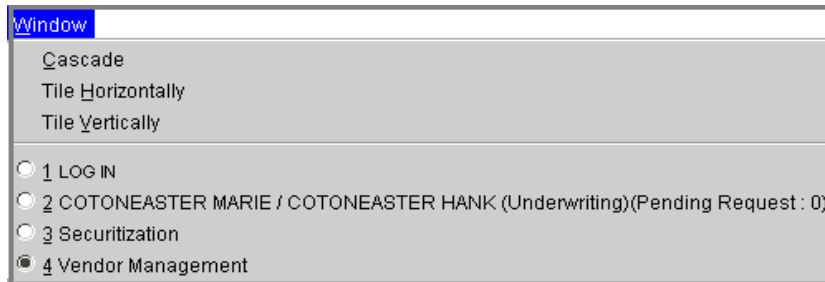 Window
Cascade
Tile Horizontally
Tile Vertically
1 LOG IN
2 COTONEASTER MARIE / COTONEASTER HANK (Underwriting)(Pending Request : 0)
3 Securitization
4 Vendor Management